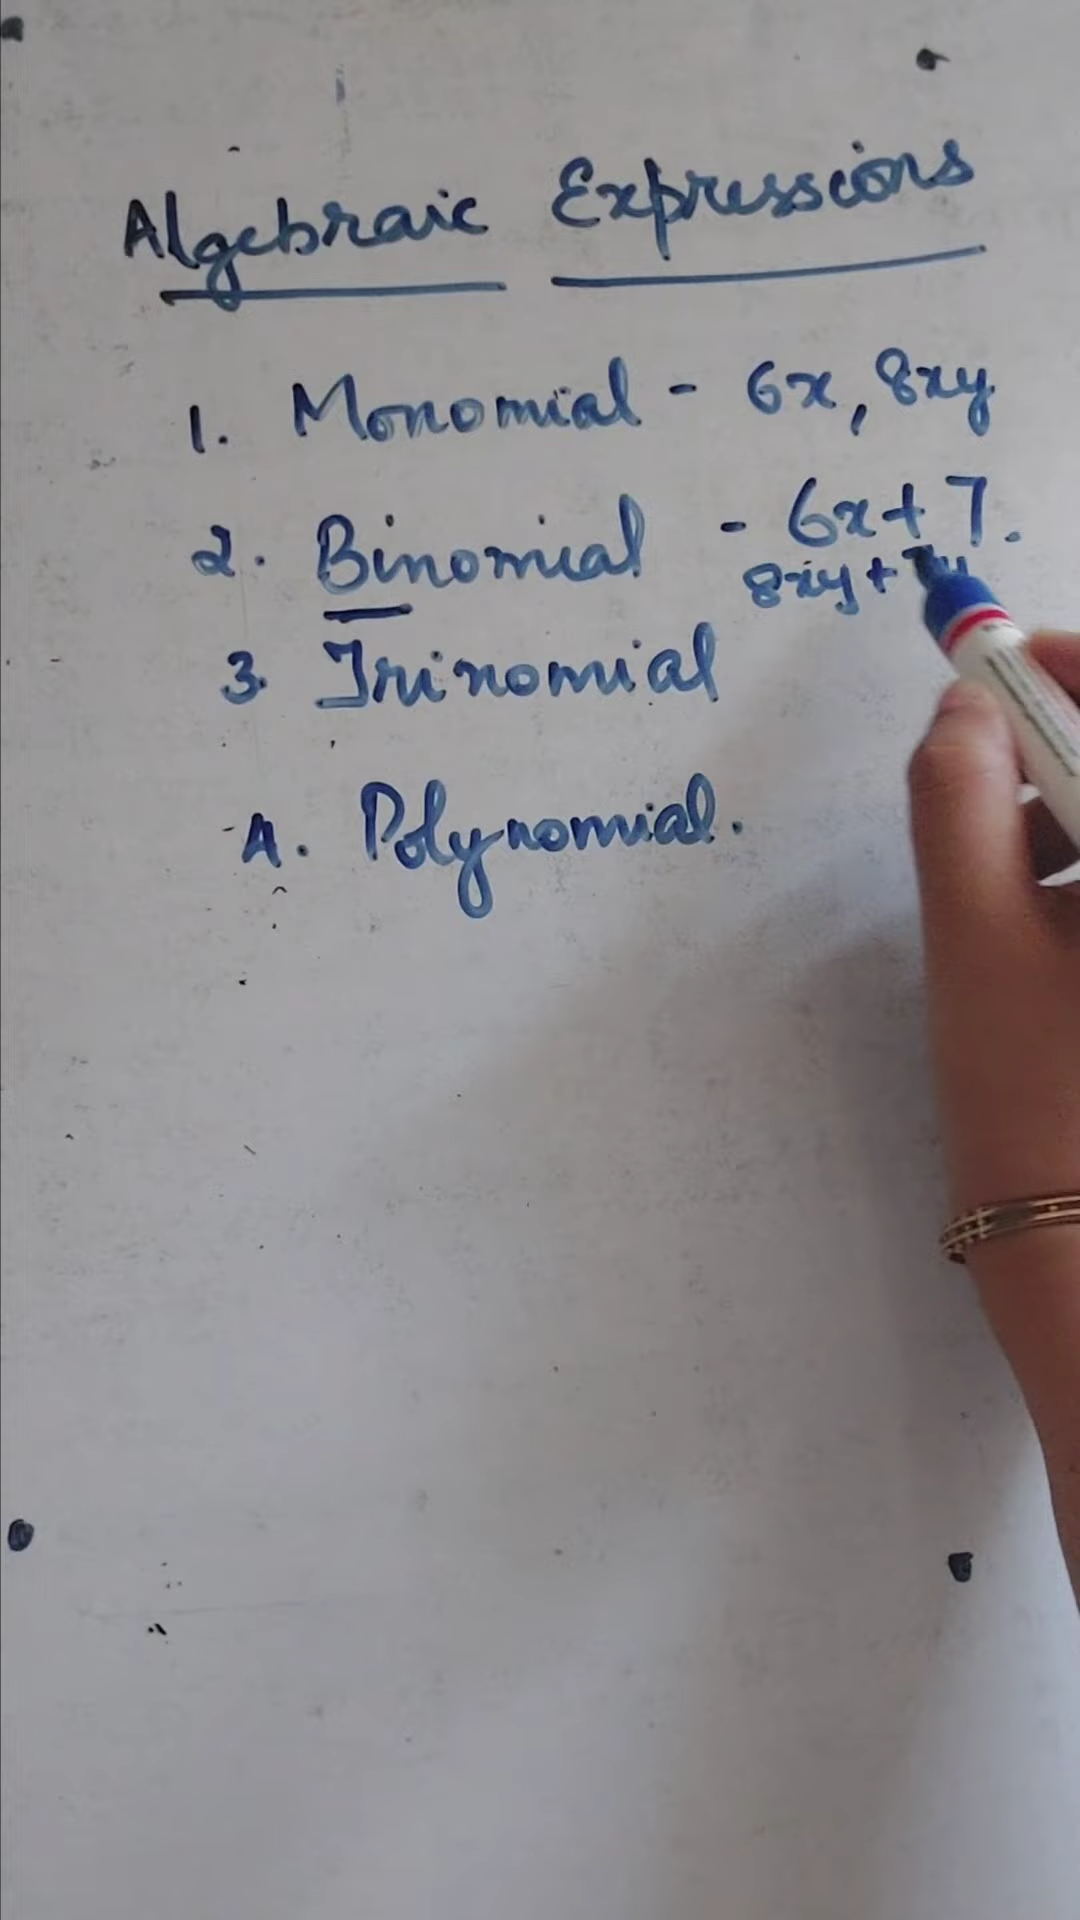 Algebraic Expressions
1. Monomial - 6x, 8xy
2. Binomial - 6x+7.
8xy+
3. Trinomial
4. Polynomial.